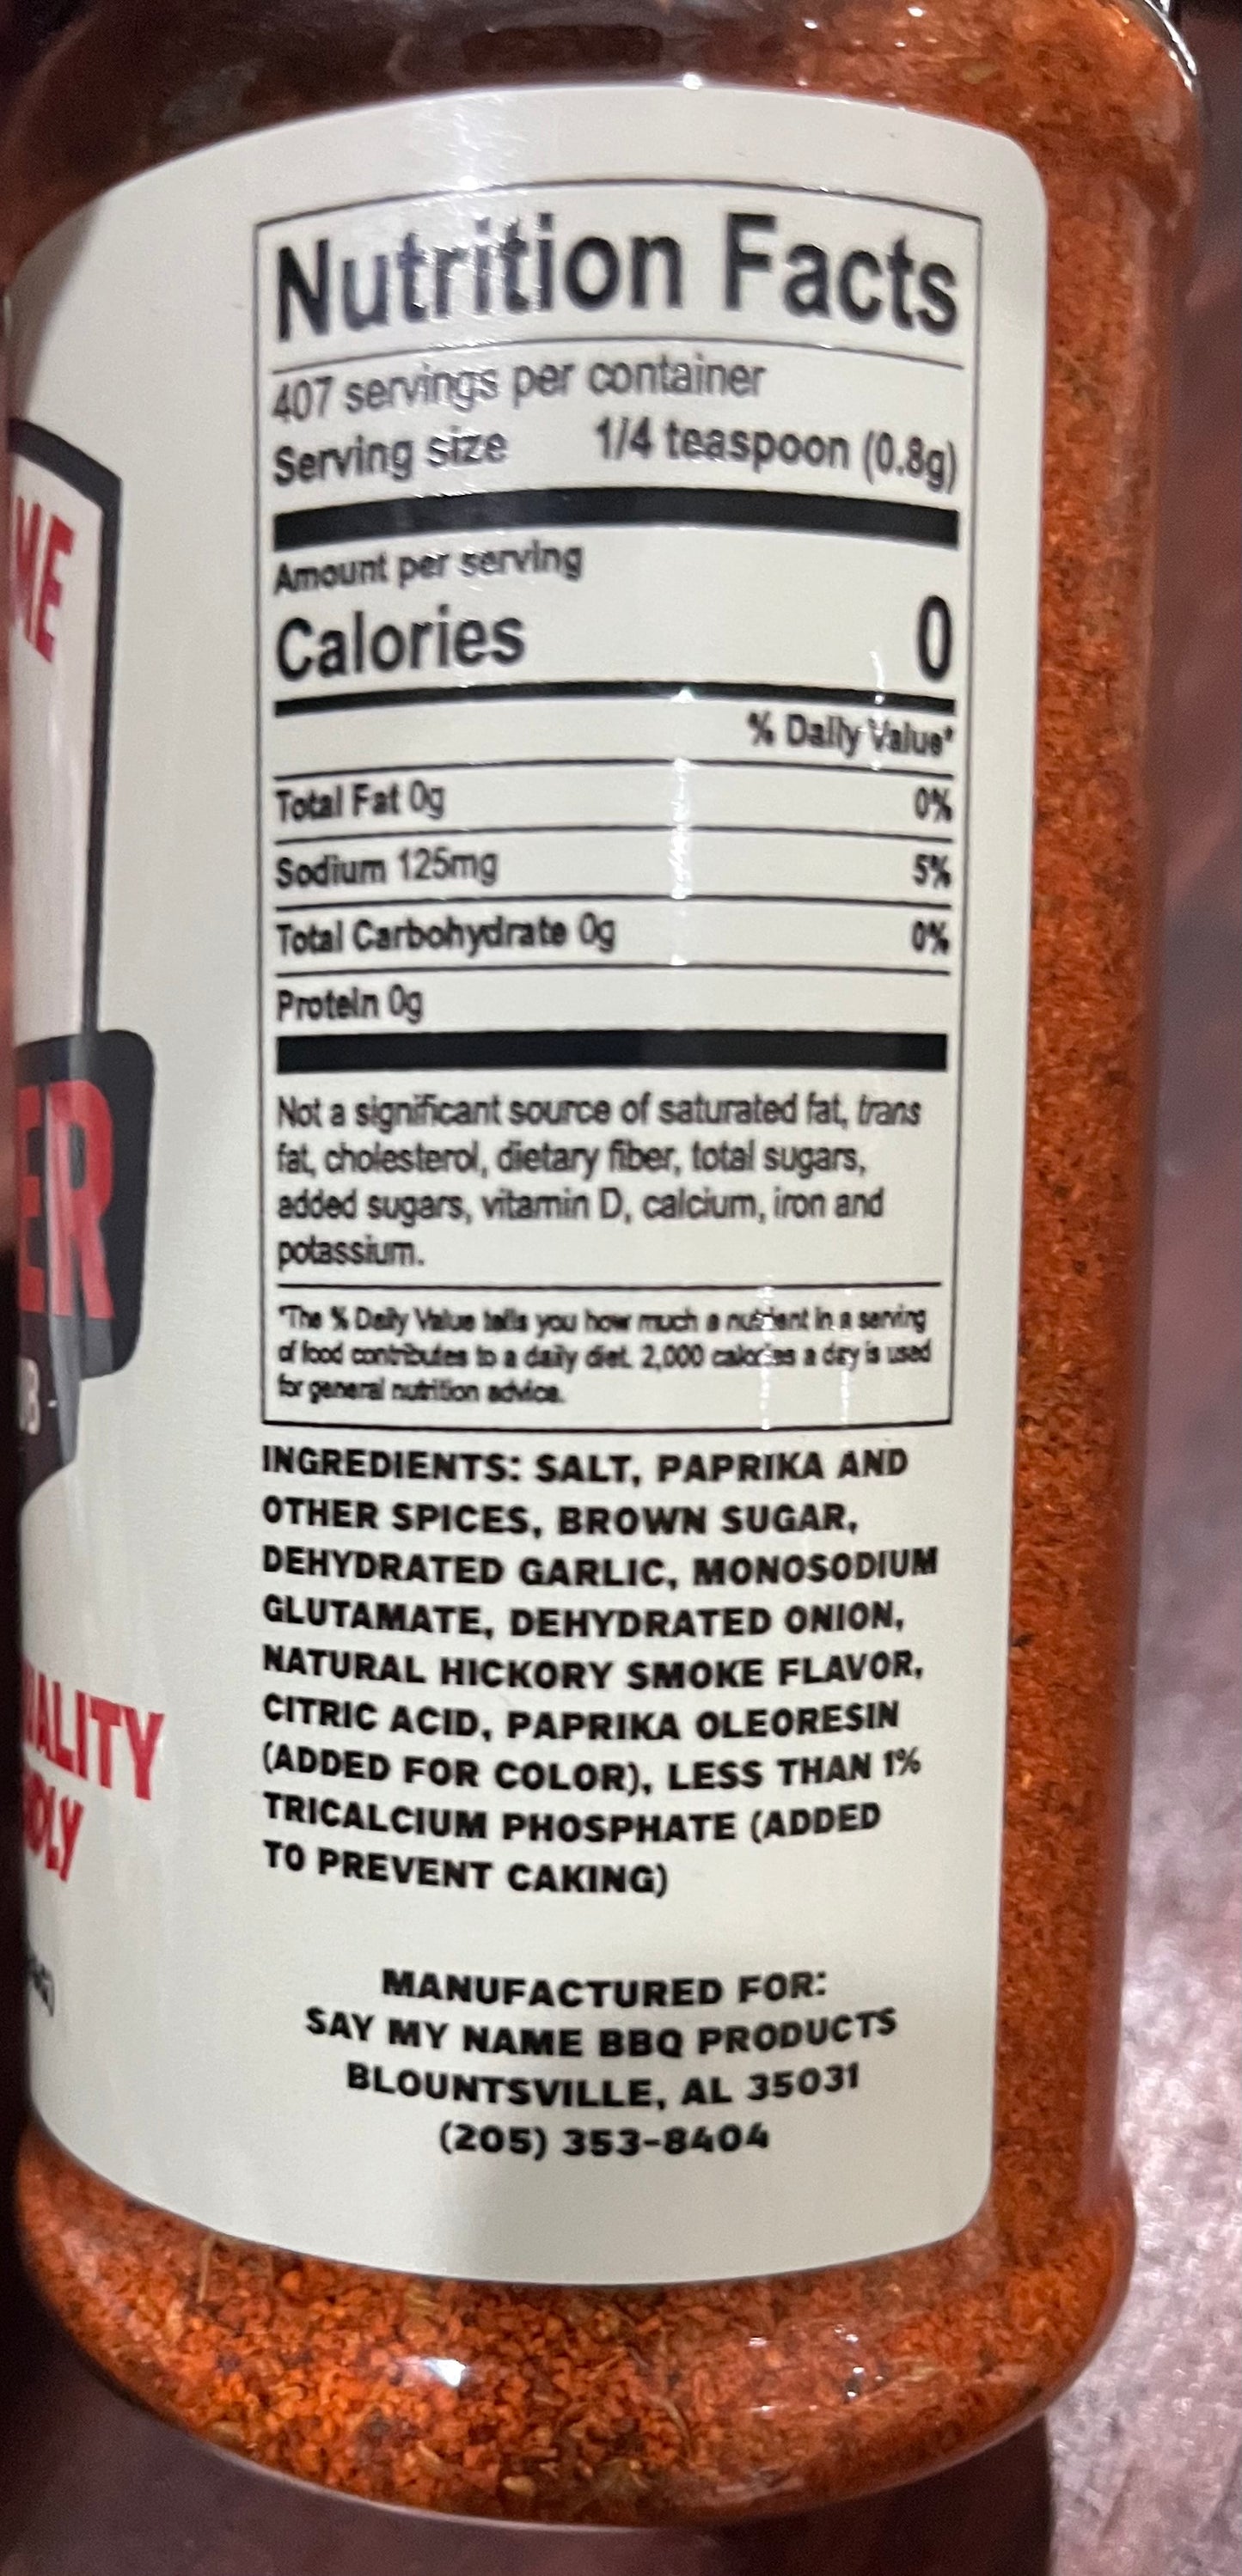 Nutrition Facts
407 servings per container
Serving size 1/4 teaspoon (0.8g)
Amount per serving
Calories 0
% Daily Value*
Total Fat 0g 0%
Sodium 125mg 5%
Total Carbohydrate 0g 0%
Protein 0g
Not a significant source of saturated fat, trans
fat, cholesterol, dietary fiber, total sugars,
added sugars, vitamin D, calcium, iron and
potassium.
*The % Daily Value tells you how much a nutrient in a serving
of food contributes to a daily diet. 2,000 calories a day is used
for general nutrition advice.
INGREDIENTS: SALT, PAPRIKA AND
OTHER SPICES, BROWN SUGAR,
DEHYDRATED GARLIC, MONOSODIUM
GLUTAMATE, DEHYDRATED ONION,
NATURAL HICKORY SMOKE FLAVOR,
CITRIC ACID, PAPRIKA OLEORESIN
(ADDED FOR COLOR), LESS THAN 1%
TRICALCIUM PHOSPHATE (ADDED
TO PREVENT CAKING)
MANUFACTURED FOR:
SAY MY NAME BBQ PRODUCTS
BLOUNTSVILLE, AL 35031
(205) 353-8404
ME
ER
ALITY